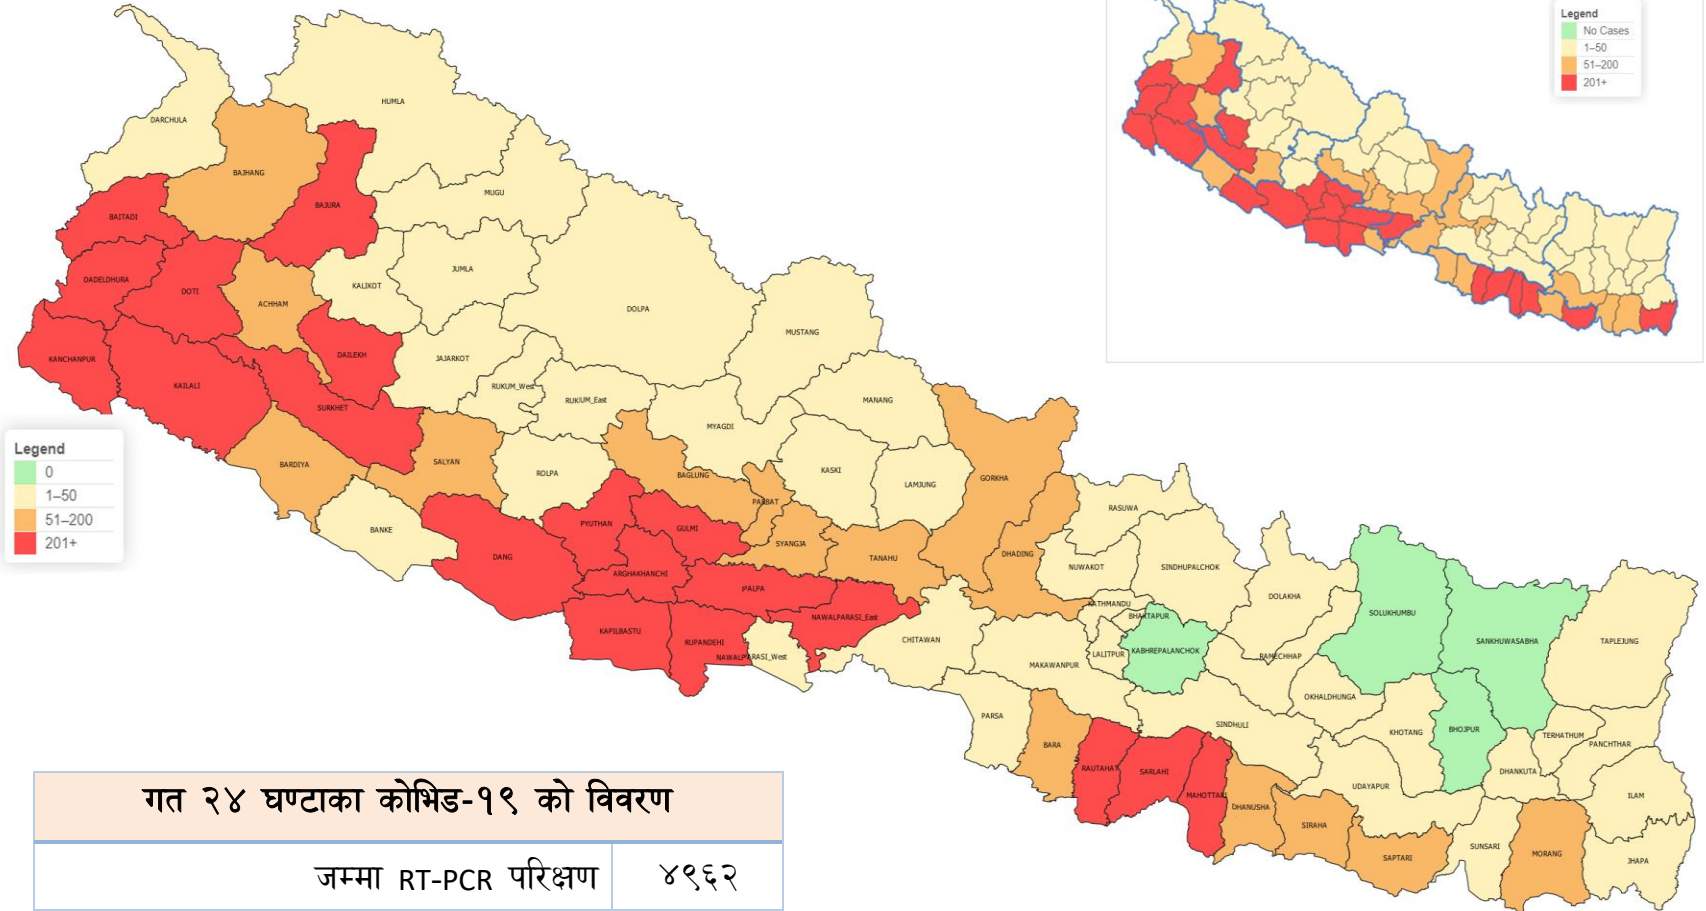 Legend
No Cases
1–50
51–200
201+
HUMLA
DARCHULA
BAJHANG
MUGU
BAJURA
BAITADI
JUMLA
DADELDHURA
KALIKOT
DOTI
ACHHAM
DOLPA
MUSTANG
DAILEKH
KANCHANPUR
JAJARKOT
KAILALI
RUKUM_West
RUKUM_East
MANANG
SURKHET
MYAGDI
SALYAN
BARDIYA
KASKI
ROLPA
BAGLUNG
GORKHA
LAMJUNG
PARBAT
RASUWA
PYUTHAN
GULMI
BANKE
SYANGJA
DHADING
DANG
TANAHU
NUWAKOT
SINDHUPALCHOK
ARGHAKHANCHI
PALPA
DOLAKHA
KATHMANDU
SOLUKHUMBU
BHAKTAPUR
NAWALPARASI_East
KAPILBASTU
CHITAWAN
RUPANDEHI
SANKHUWASABHA
TAPLEJUNG
KABHREPALANCHOK
LALITPUR
NAWALPARASI_West
RAMECHHAP
MAKAWANPUR
OKHALDHUNGA
PARSA
SINDHULI
BHOJPUR
KHOTANG
TERHATHUM
BARA
PANCHTHAR
RAUTAHAT
SARLAHI
DHANKUTA
UDAYAPUR
MAHOTTARI
ILAM
DHANUSHA
SIRAHA
SUNSARI
MORANG
SAPTARI
JHAPA
Legend
0
1–50
51–200
201+
गत २४ घण्टाका कोभिड-१९ को विवरण
जम्मा RT-PCR परिक्षण ४९६२